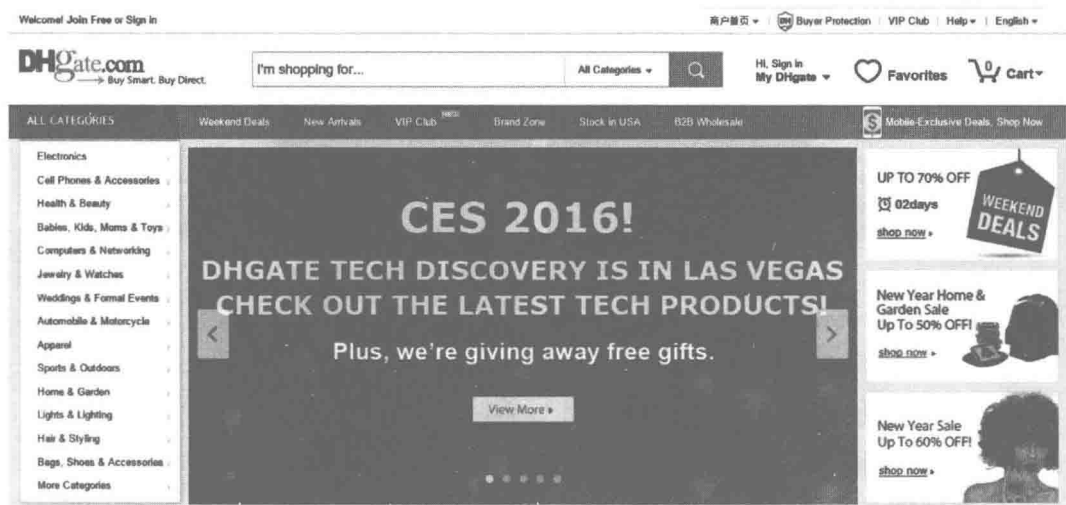 Welcome! Join Free or Sign in
商户首页 Buyer Protection | VIP Club | Help | English
DHgate.com
Buy Smart. Buy Direct.
I'm shopping for...
All Categories
Hi, Sign in
My DHgate
Favorites
0
Cart
ALL CATEGORIES
Weekend Deals
New Arrivals
VIP Club
Brand Zone
Stock in USA
B2B Wholesale
Mobile-Exclusive Deals, Shop Now
Electronics
Cell Phones & Accessories
Health & Beauty
Babies, Kids, Moms & Toys
Computers & Networking
Jewelry & Watches
Weddings & Formal Events
Automobile & Motorcycle
Apparel
Sports & Outdoors
Home & Garden
Lights & Lighting
Hair & Styling
Bags, Shoes & Accessories
More Categories
CES 2016!
DHGATE TECH DISCOVERY IS IN LAS VEGAS
CHECK OUT THE LATEST TECH PRODUCTS!
Plus, we're giving away free gifts.
View More
UP TO 70% OFF
02days
shop now
WEEKEND
DEALS
New Year Home &
Garden Sale
Up To 50% OFF!
shop now
New Year Sale
Up To 60% OFF!
shop now